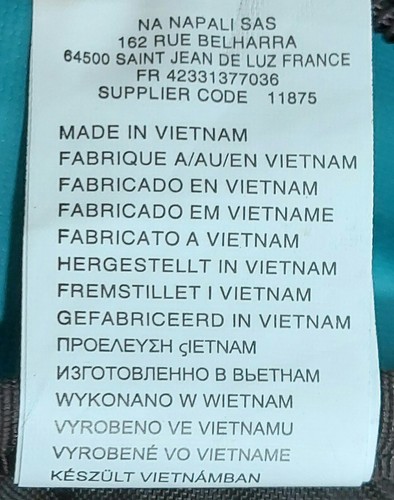 NA NAPALI SAS
162 RUE BELHARRA
64500 SAINT JEAN DE LUZ FRANCE
FR 42331377036
SUPPLIER CODE 11875
MADE IN VIETNAM
FABRIQUE A/AU/EN VIETNAM
FABRICADO EN VIETNAM
FABRICADO EM VIETNAME
FABRICATO A VIETNAM
HERGESTELLT IN VIETNAM
FREMSTILLET I VIETNAM
GEFABRICEERD IN VIETNAM
ΠΡΟΕΛΕΥΣΗ ςΙΕΤΝΑΜ
ИЗГОТОВЛЕННО В ВЬЕТНАМ
WYKONANO W WIETNAM
VYROBENO VE VIETNAMU
VYROBENÉ VO VIETNAME
KÉSZÜLT VIETNÁMBAN